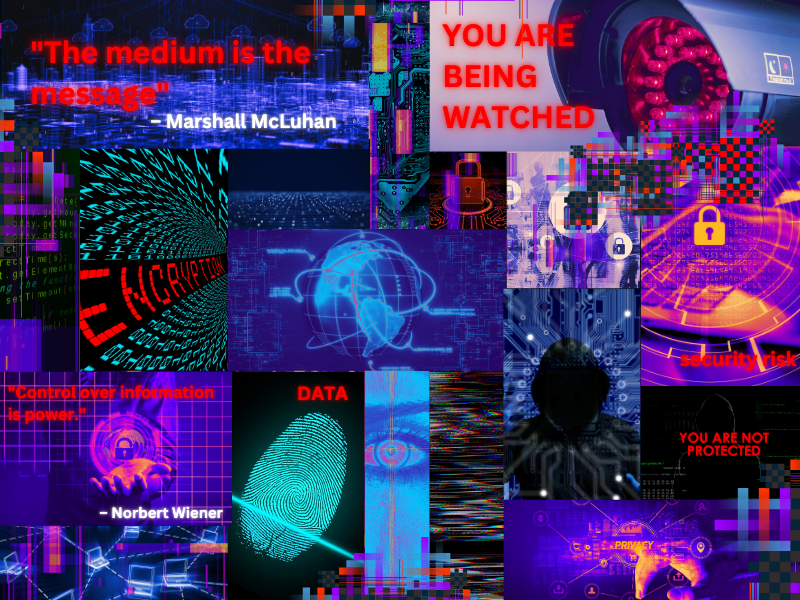 "The medium is the
message"
– Marshall McLuhan
YOU ARE
BEING
WATCHED
ENCRYPTION
security risk
"Control over information
is power."
– Norbert Wiener
DATA
YOU ARE NOT
PROTECTED
PRIVACY